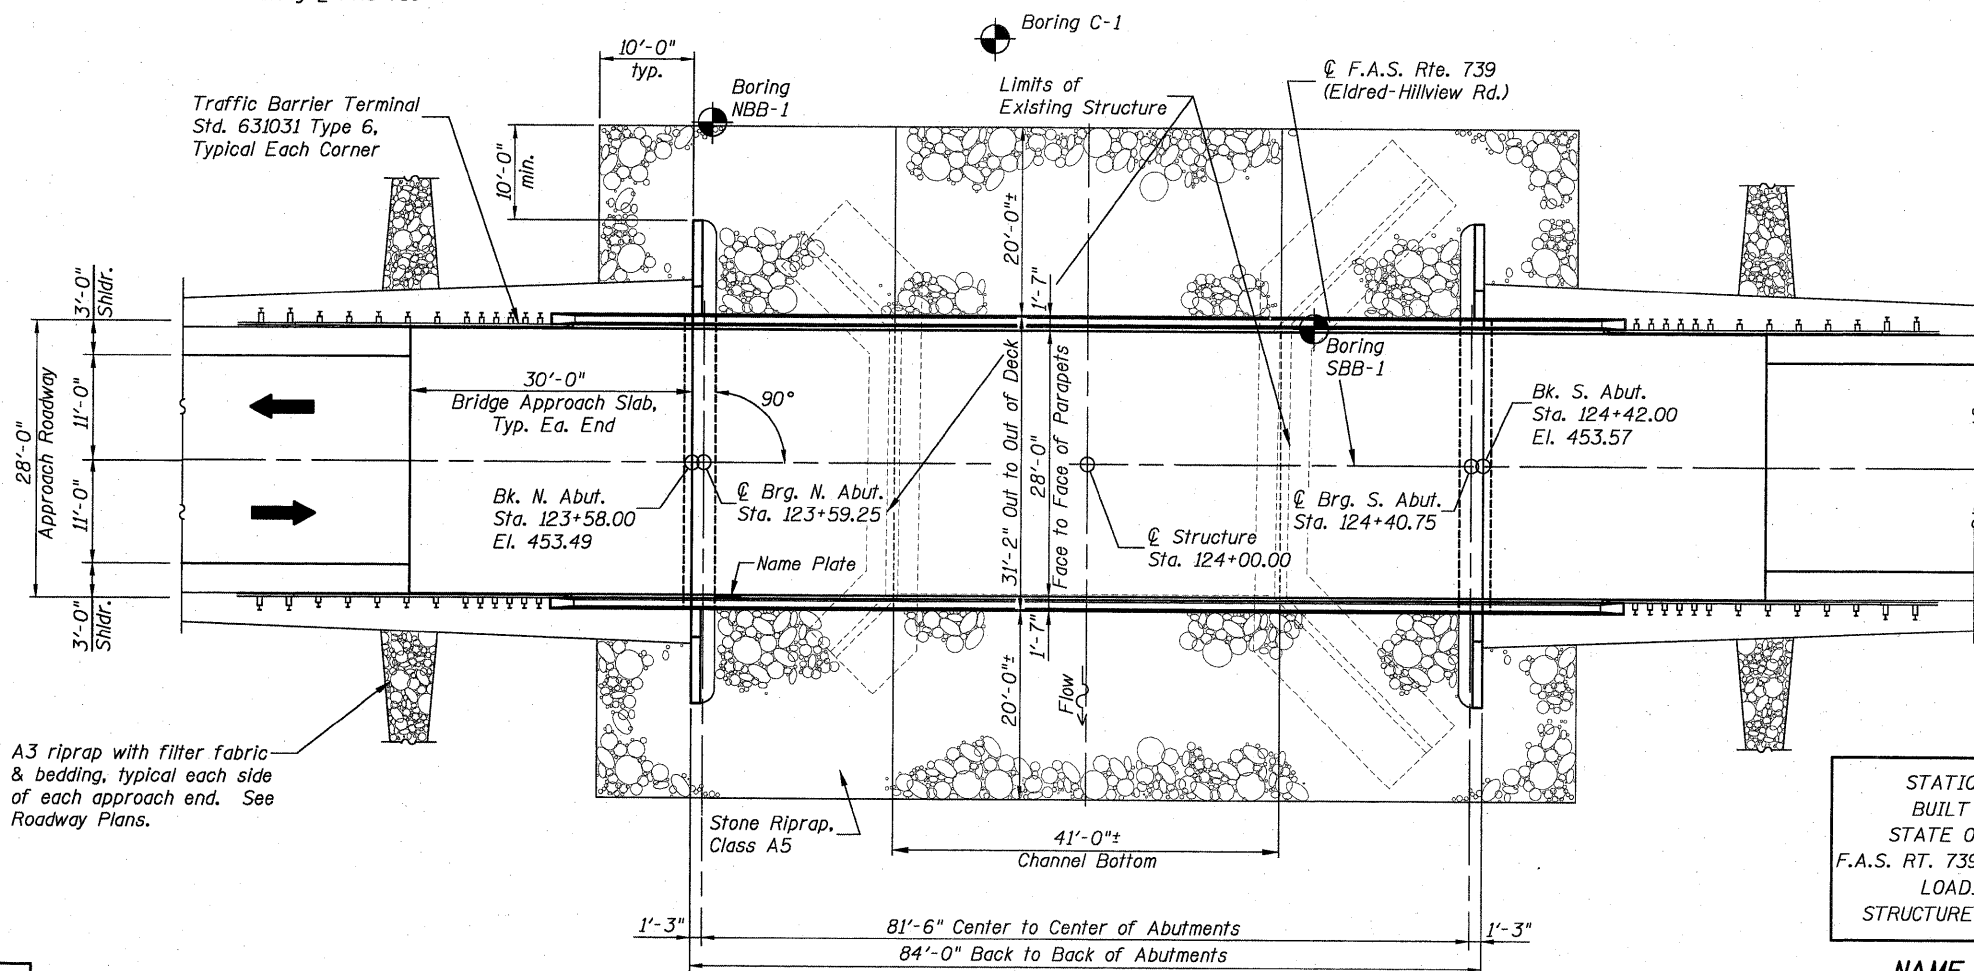 Boring C-1
10'-0"
typ.
Boring
NBB-1
Limits of
Existing Structure
℄ F.A.S. Rte. 739
(Eldred-Hillview Rd.)
Traffic Barrier Terminal
Std. 631031 Type 6,
Typical Each Corner
10'-0"
min.
20'-0"±
1'-7"
3'-0"
Shldr.
28'-0"
Approach Roadway
11'-0"
11'-0"
3'-0"
Shldr.
30'-0"
Bridge Approach Slab,
Typ. Ea. End
90°
31'-2" Out to Out of Deck
28'-0"
Face to Face of Parapets
Boring
SBB-1
Bk. S. Abut.
Sta. 124+42.00
El. 453.57
Bk. N. Abut.
Sta. 123+58.00
El. 453.49
℄ Brg. N. Abut.
Sta. 123+59.25
℄ Brg. S. Abut.
Sta. 124+40.75
℄ Structure
Sta. 124+00.00
Name Plate
1'-7"
20'-0"±
Flow
A3 riprap with filter fabric
& bedding, typical each side
of each approach end. See
Roadway Plans.
Stone Riprap,
Class A5
41'-0"±
Channel Bottom
1'-3"
81'-6" Center to Center of Abutments
1'-3"
84'-0" Back to Back of Abutments
STATIO
BUILT
STATE O
F.A.S. RT. 739
LOAD
STRUCTURE
NAME